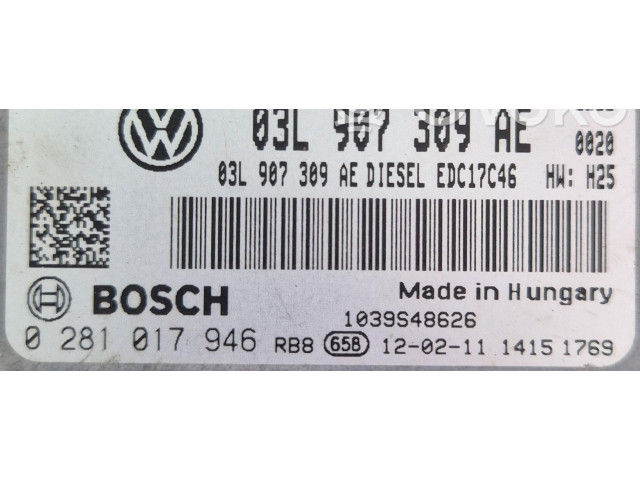 03L 907 309 AE
0020
03L 907 309 AE DIESEL EDC17C46 HW: H25
BOSCH
Made in Hungary
1039S48626
0 281 017 946 RB8 658 12-02-11 1415 1769